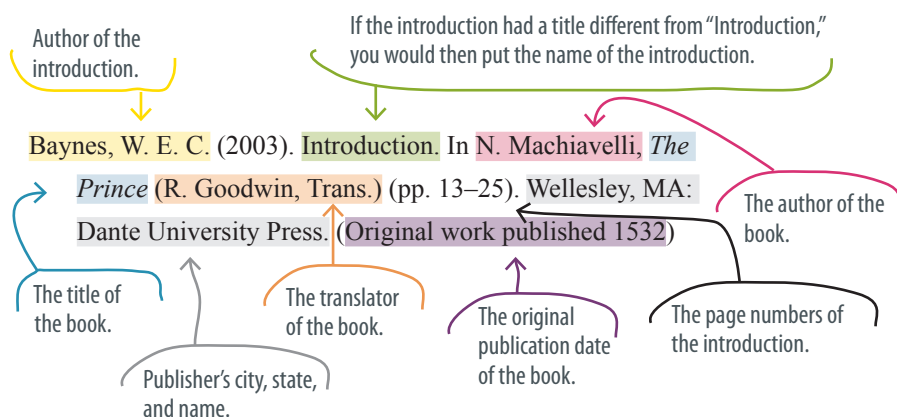 Author of the
introduction.
If the introduction had a title different from “Introduction,”
you would then put the name of the introduction.
Baynes, W. E. C. (2003). Introduction. In N. Machiavelli, The
Prince (R. Goodwin, Trans.) (pp. 13–25). Wellesley, MA:
Dante University Press. (Original work published 1532)
The author of the
book.
The title of
the book.
The translator
of the book.
The original
publication date
of the book.
The page numbers of
the introduction.
Publisher’s city, state,
and name.